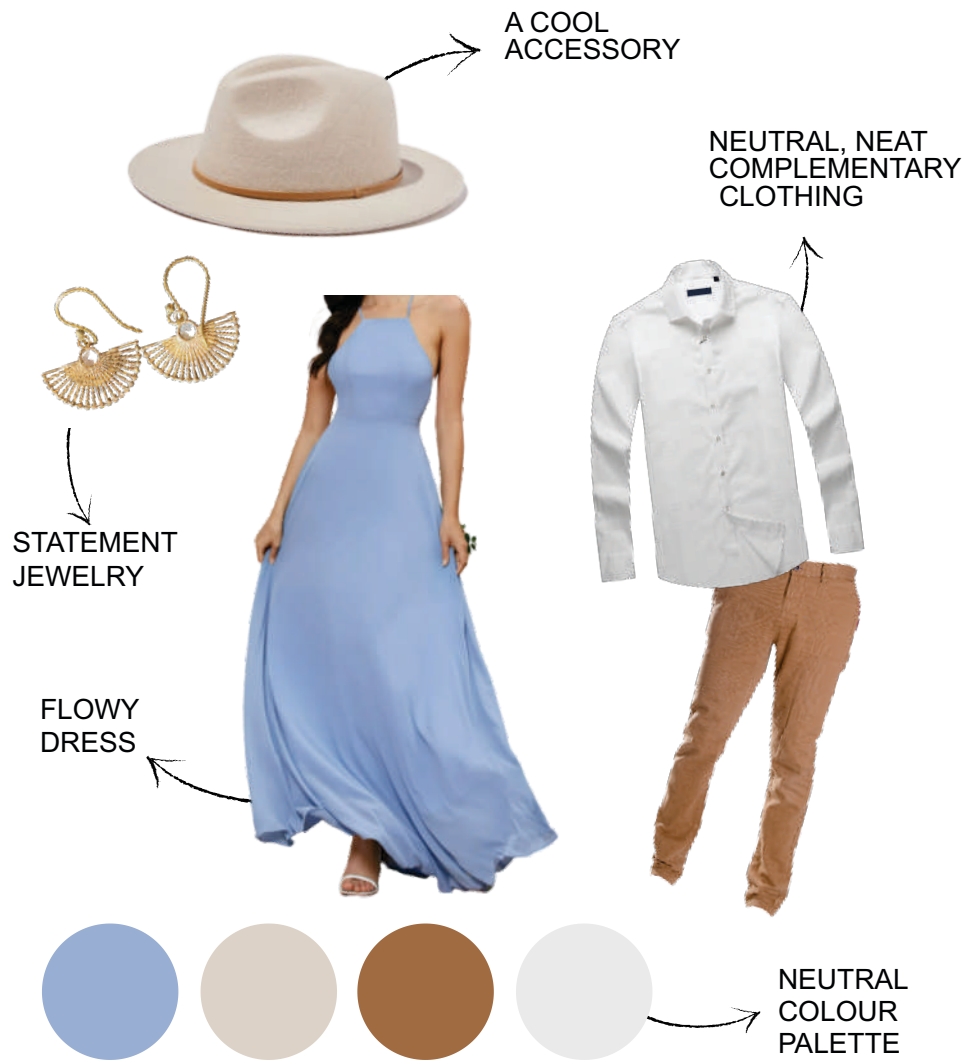 A COOL
ACCESSORY
NEUTRAL, NEAT
COMPLEMENTARY
CLOTHING
STATEMENT
JEWELRY
FLOWY
DRESS
NEUTRAL
COLOUR
PALETTE